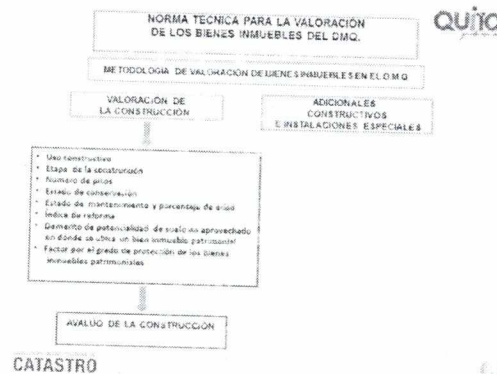 NORMA TÉCNICA PARA LA VALORACIÓN
DE LOS BIENES INMUEBLES DEL DMQ.
QUITO
METODOLOGÍA DE VALORACIÓN DE BIENES INMUEBLES EN EL D.M.Q
VALORACIÓN DE
LA CONSTRUCCIÓN
ADICIONALES
CONSTRUCTIVOS
E INSTALACIONES ESPECIALES
• Uso constructivo
• Etapa de la construcción
• Número de pisos
• Estado de conservación
• Estado de mantenimiento y porcentaje de
• Índice de reforma
• Demérito de potencialidad de suelo no aprovechado
en donde se ubica un bien inmueble patrimonial
• Factor por el grado de protección de los bienes
inmuebles patrimoniales
AVALUO DE LA CONSTRUCCIÓN
CATASTRO